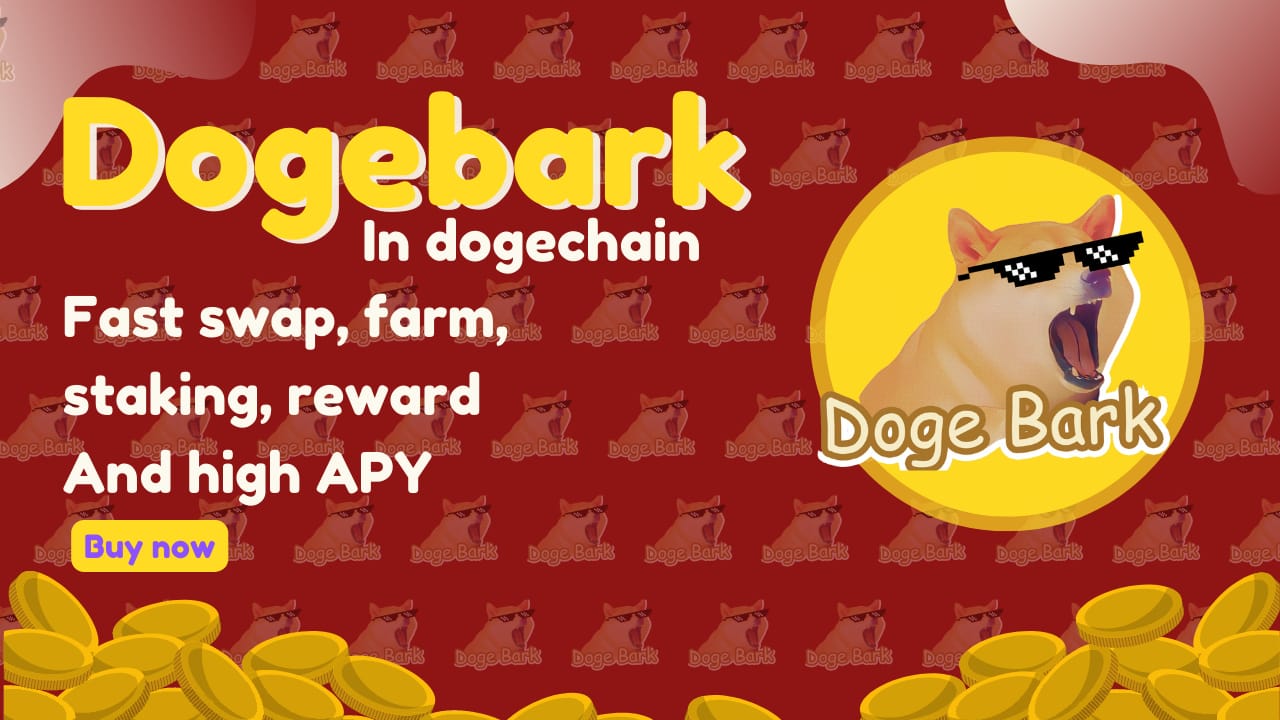 Dogebark
In dogechain
Fast swap, farm,
staking, reward
And high APY
Buy now
Doge Bark